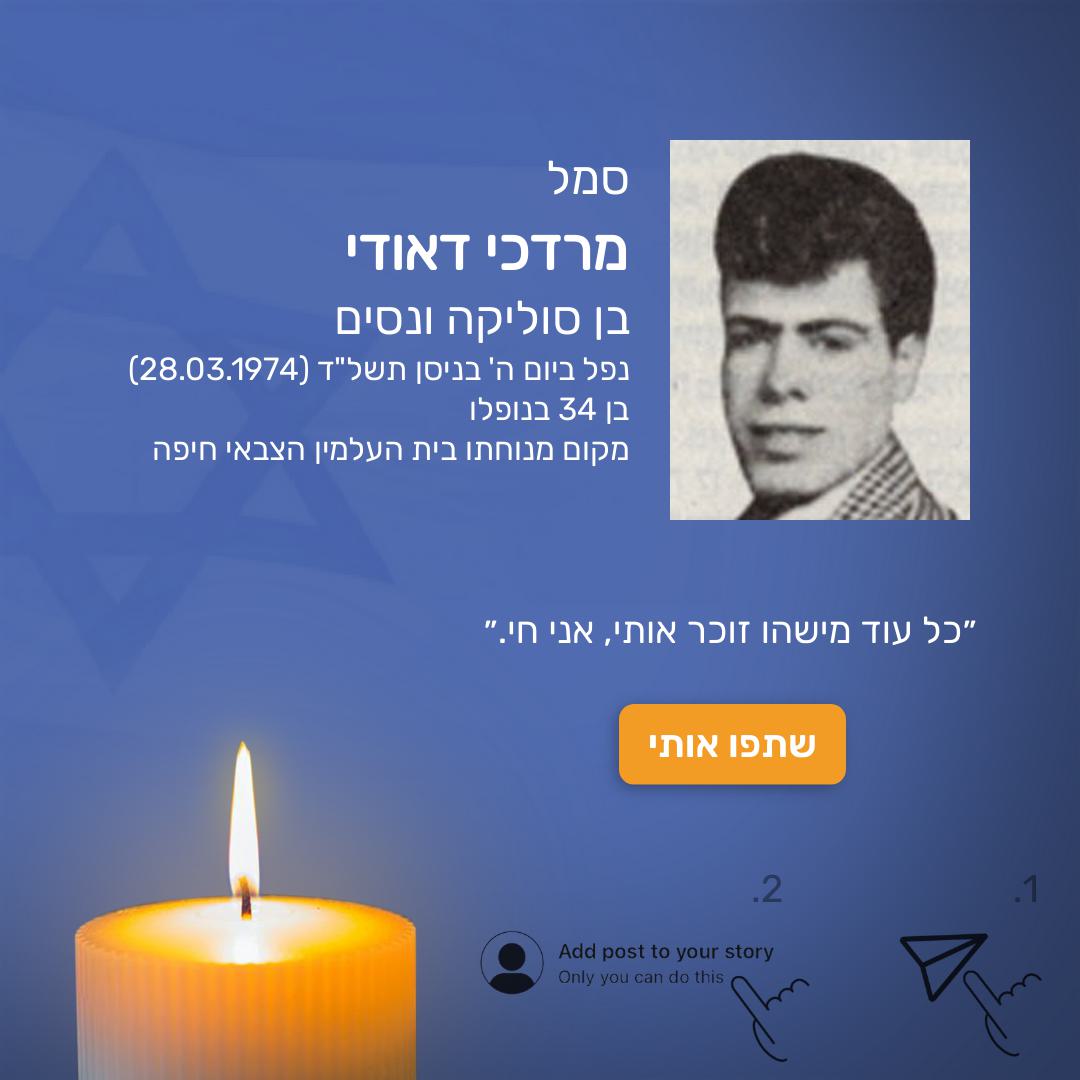 סמל
מרדכי דאודי
בן סוליקה ונסים
נפל ביום ה' בניסן תשל"ד (28.03.1974)
בן 34 בנופלו
מקום מנוחתו בית העלמין הצבאי חיפה
״כל עוד מישהו זוכר אותי, אני חי.״
שתפו אותי
.1
.2
Add post to your story
Only you can do this